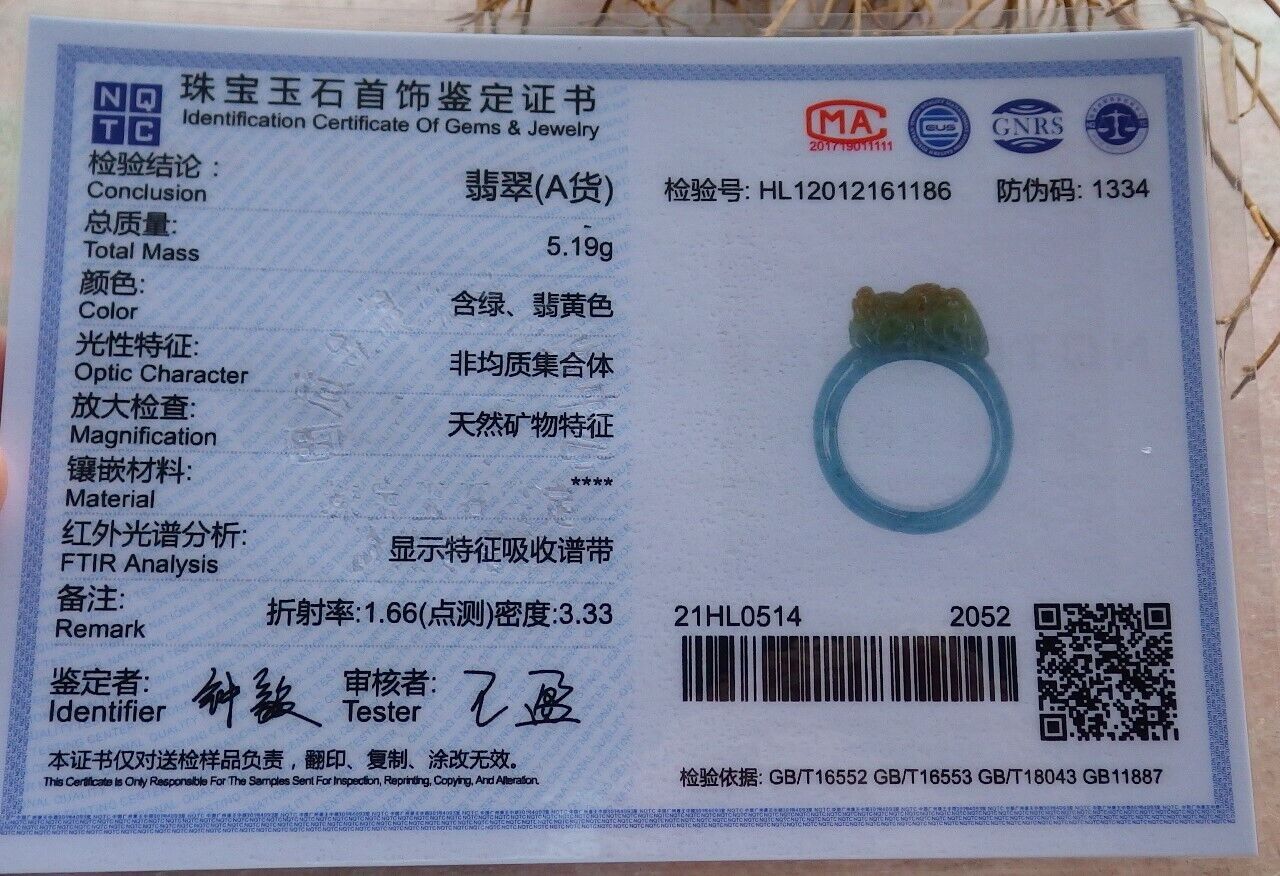 NQ
TC
珠宝玉石首饰鉴定证书
Identification Certificate Of Gems & Jewelry
检验结论：
翡翠(A货)
Conclusion
总质量:
5.19g
Total Mass
颜色:
含绿、翡黄色
Color
光性特征:
非均质集合体
Optic Character
放大检查:
天然矿物特征
Magnification
镶嵌材料:
****
Material
红外光谱分析:
显示特征吸收谱带
FTIR Analysis
备注:
折射率:1.66(点测)密度:3.33
Remark
鉴定者:
Identifier
审核者:
Tester
王盈
本证书仅对送检样品负责，翻印、复制、涂改无效。
This Certificate Is Only Responsible For The Samples Sent For Inspection, Reprinting, Copying, And Alteration.
MA
201719011111
GUS
GNRS
检验号: HL12012161186 防伪码: 1334
21HL0514 2052
检验依据: GB/T16552 GB/T16553 GB/T18043 GB11887